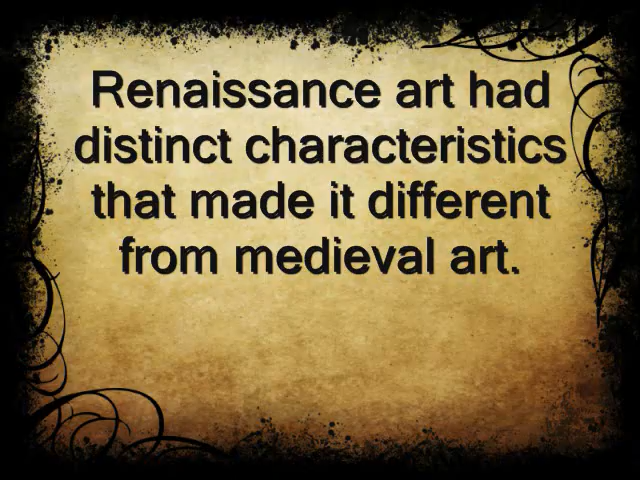 Renaissance art had
distinct characteristics
that made it different
from medieval art.